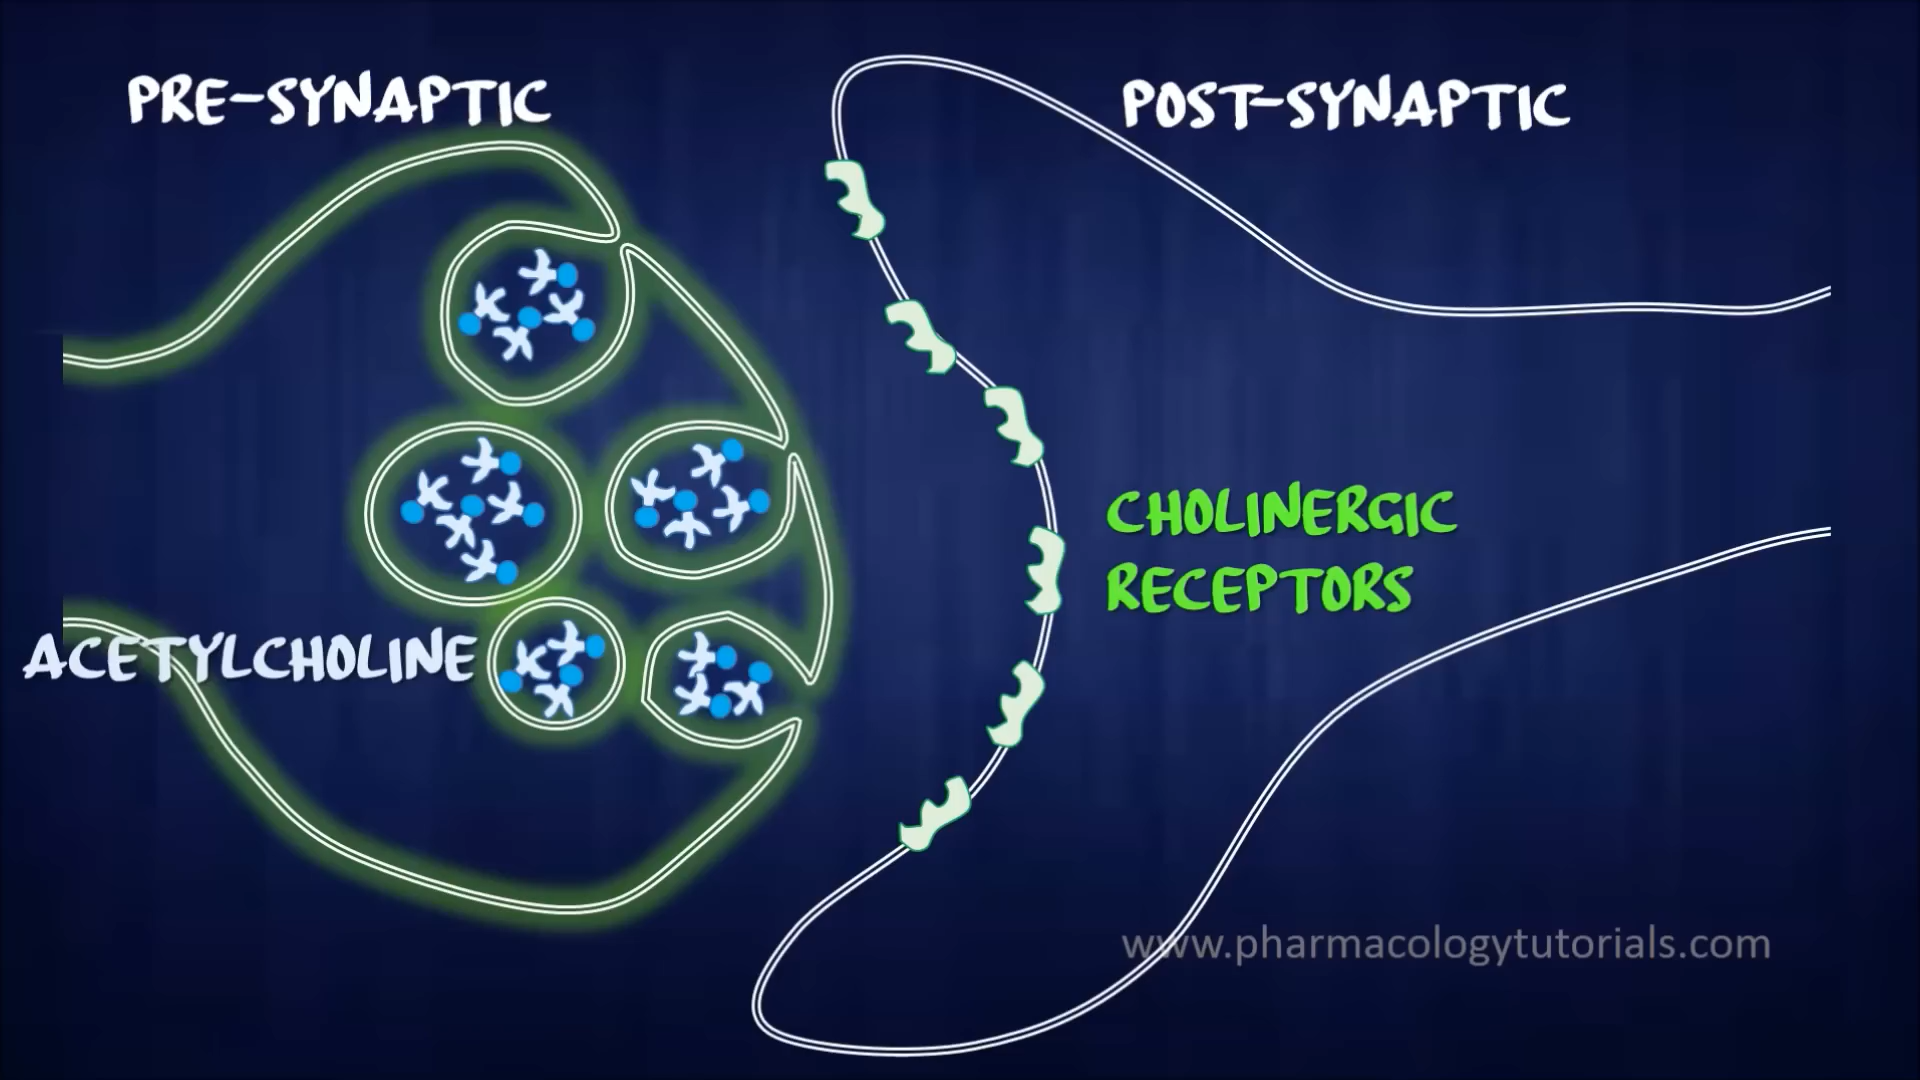 PRE-SYNAPTIC
POST-SYNAPTIC
CHOLINERGIC
RECEPTORS
ACETYLCHOLINE
www.pharmacologytutorials.com